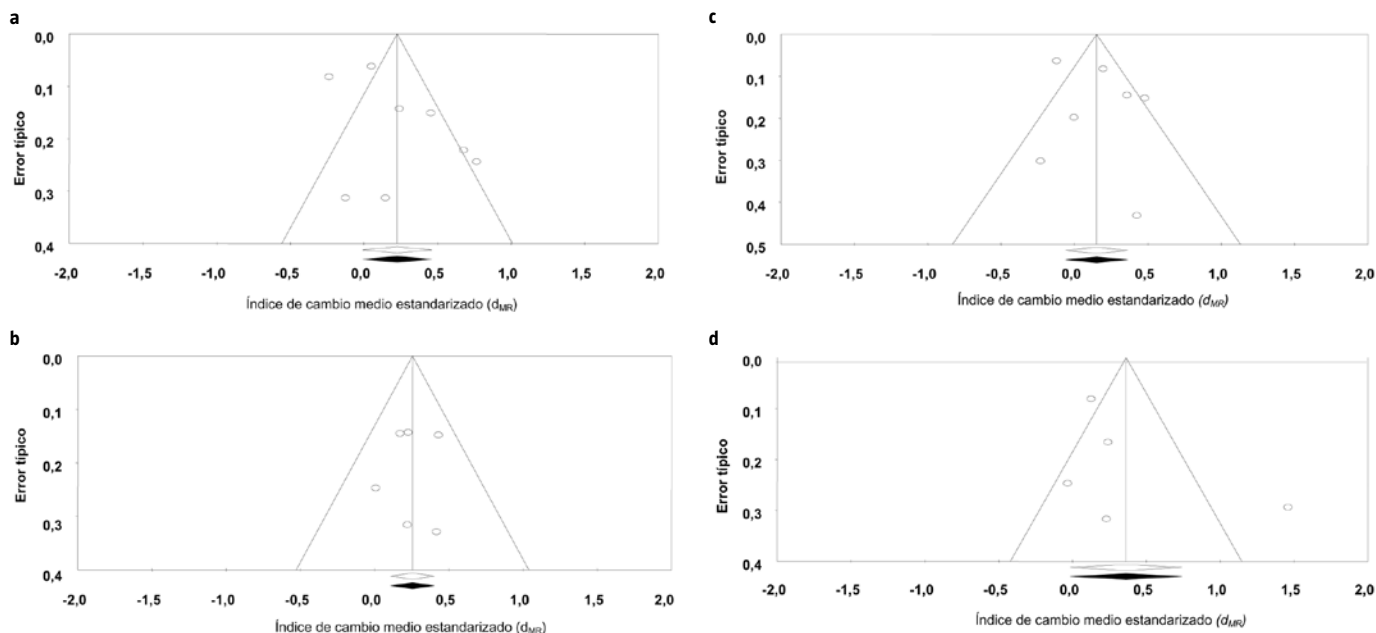 a
0,0
0,1
0,2
0,3
0,4
Error típico
-2,0 -1,5 -1,0 -0,5 0,0 0,5 1,0 1,5 2,0
Índice de cambio medio estandarizado (dMR)
b
0,0
0,1
0,2
0,3
0,4
Error típico
-2,0 -1,5 -1,0 -0,5 0,0 0,5 1,0 1,5 2,0
Índice de cambio medio estandarizado (dMR)
c
0,0
0,1
0,2
0,3
0,4
0,5
Error típico
-2,0 -1,5 -1,0 -0,5 0,0 0,5 1,0 1,5 2,0
Índice de cambio medio estandarizado (dMR)
d
0,0
0,1
0,2
0,3
0,4
Error típico
-2,0 -1,5 -1,0 -0,5 0,0 0,5 1,0 1,5 2,0
Índice de cambio medio estandarizado (dMR)